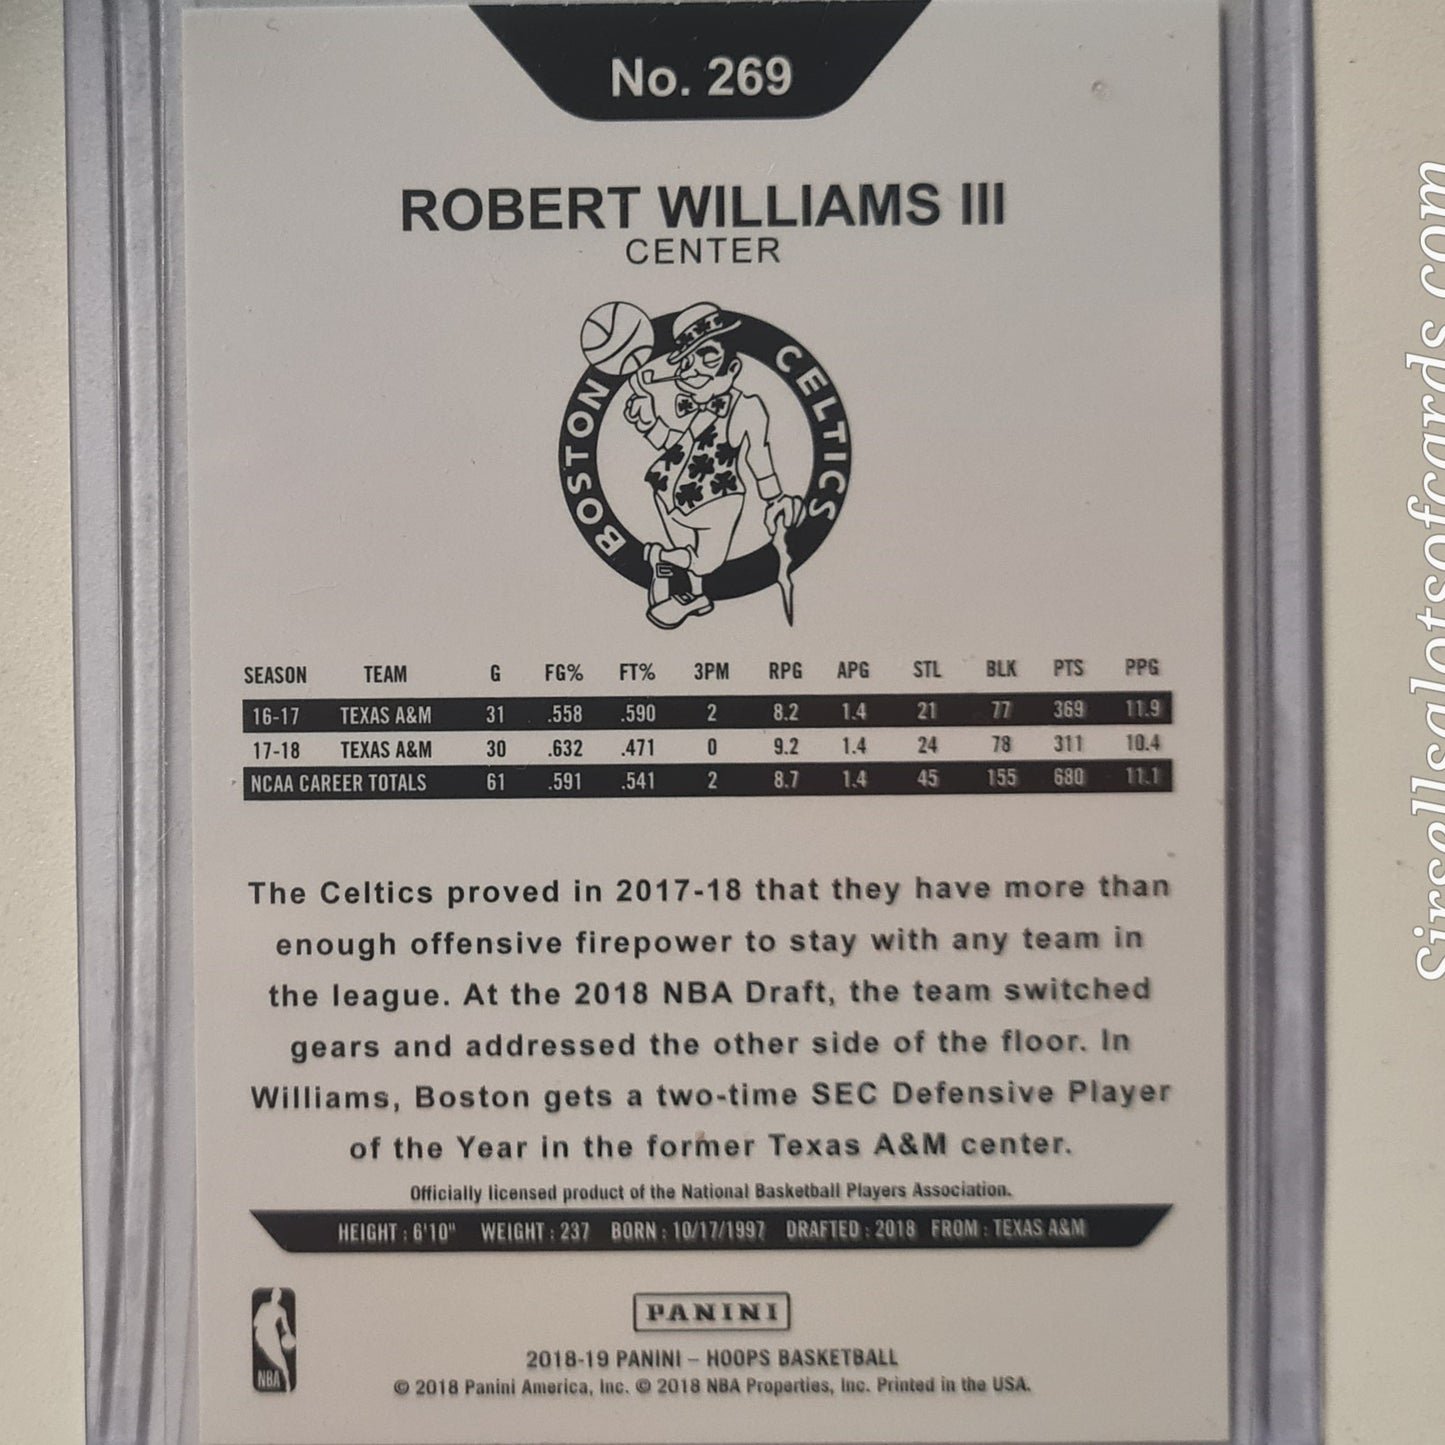 No. 269
ROBERT WILLIAMS III
CENTER
BOSTON CELTICS
SEASON TEAM G FG% FT% 3PM RPG APG STL BLK PTS PPG
16-17 TEXAS A&M 31 .558 .590 2 8.2 1.4 21 77 369 11.9
17-18 TEXAS A&M 30 .632 .471 0 9.2 1.4 24 78 311 10.4
NCAA CAREER TOTALS 61 .591 .541 2 8.7 1.4 45 155 680 11.1
The Celtics proved in 2017-18 that they have more than
enough offensive firepower to stay with any team in
the league. At the 2018 NBA Draft, the team switched
gears and addressed the other side of the floor. In
Williams, Boston gets a two-time SEC Defensive Player
of the Year in the former Texas A&M center.
Officially licensed product of the National Basketball Players Association.
HEIGHT : 6'10" WEIGHT : 237 BORN : 10/17/1997 DRAFTED : 2018 FROM : TEXAS A&M
NBA
PANINI
2018-19 PANINI – HOOPS BASKETBALL
© 2018 Panini America, Inc. © 2018 NBA Properties, Inc. Printed in the USA.
Sirsellsalotsofcards.com